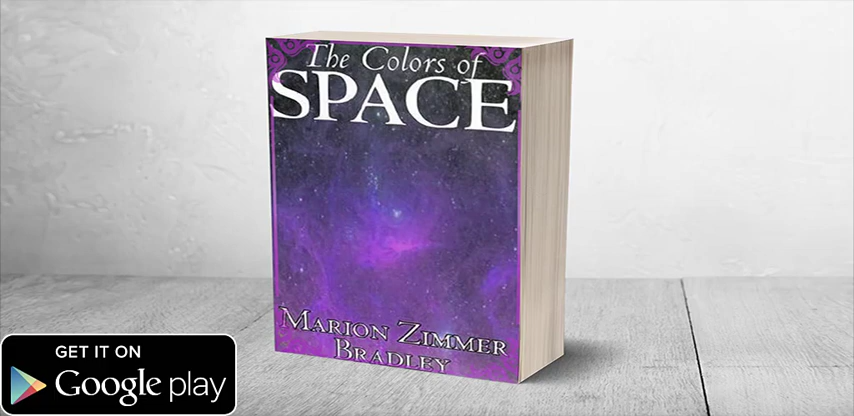 The Colors of
SPACE
Marion Zimmer
Bradley
GET IT ON
Google play